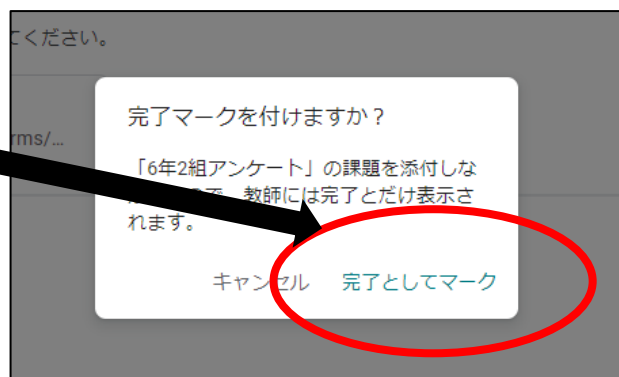 てください。
rms/…
完了マークを付けますか？
「6年2組アンケート」の課題を添付しな
で、教師には完了とだけ表示さ
れます。
キャンセル 完了としてマーク